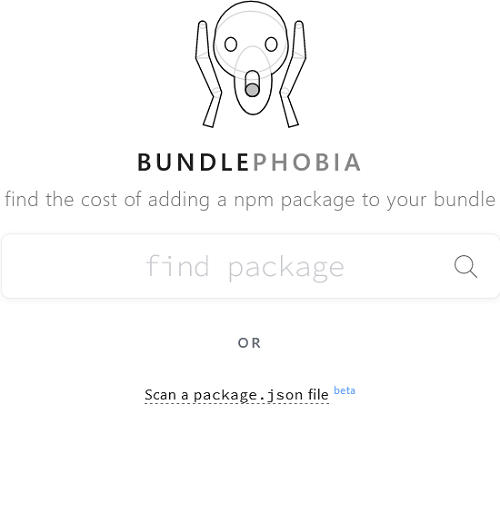 BUNDLEPHOBIA
find the cost of adding a npm package to your bundle
find package
OR
Scan a package.json file beta